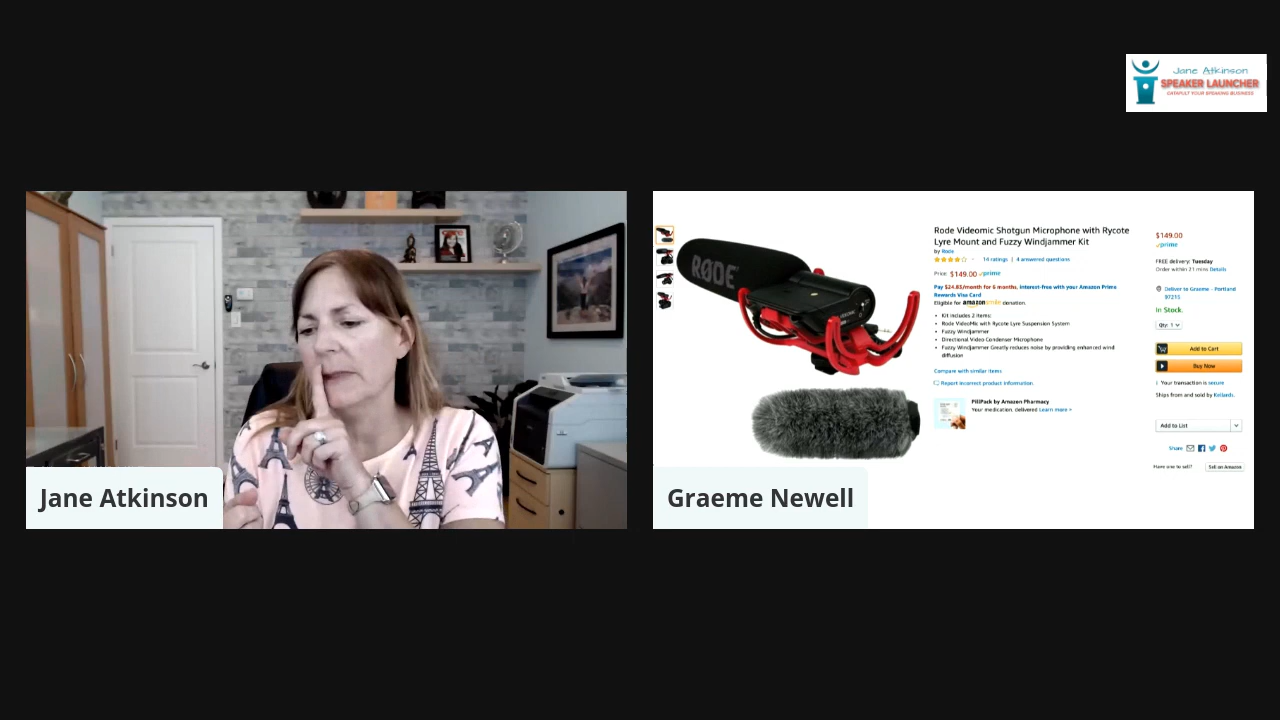 Jane Atkinson
SPEAKER LAUNCHER
CATAPULT YOUR SPEAKING BUSINESS
Jane Atkinson
RØDE
Rode Videomic Shotgun Microphone with Rycote
Lyre Mount and Fuzzy Windjammer Kit
by Rode
14 ratings | 4 answered questions
Price: $149.00 prime
Pay $24.83/month for 6 months, interest-free with your Amazon Prime
Rewards Visa Card
Eligible for amazonsmile donation.
Kit includes 2 items:
Rode VideoMic with Rycote Lyre Suspension System
Fuzzy Windjammer
Directional Video Condenser Microphone
Fuzzy Windjammer Greatly reduces noise by providing enhanced wind
diffusion
Compare with similar items
Report incorrect product information.
PillPack by Amazon Pharmacy
Your medication, delivered Learn more
$149.00
prime
FREE delivery: Tuesday
Order within 21 mins Details
Deliver to Graeme - Portland
97211
In Stock.
Qty: 1
Add to Cart
Buy Now
Your transaction is secure
Ships from and sold by
Add to List
Share
Have one to sell?
Sell on Amazon
Graeme Newell